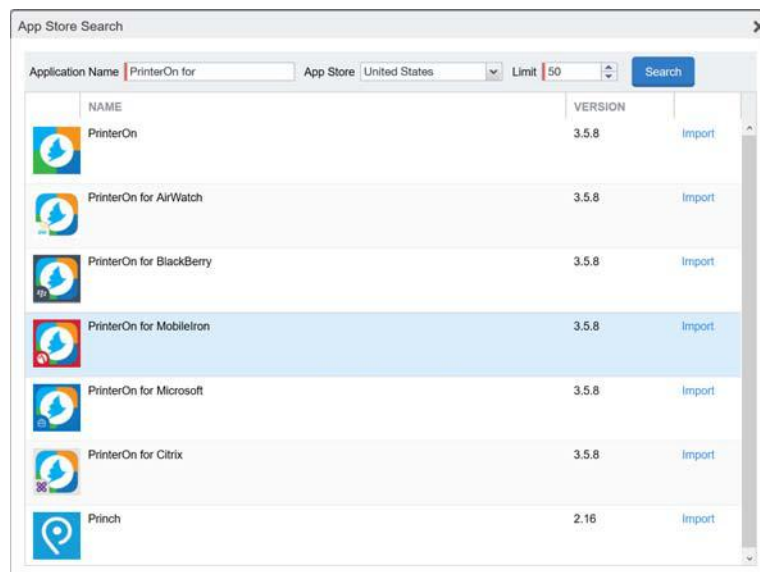 App Store Search
Application Name PrinterOn for App Store United States Limit 50 Search
NAME VERSION
PrinterOn 3.5.8 Import
PrinterOn for AirWatch 3.5.8 Import
PrinterOn for BlackBerry 3.5.8 Import
PrinterOn for MobileIron 3.5.8 Import
PrinterOn for Microsoft 3.5.8 Import
PrinterOn for Citrix 3.5.8 Import
Princh 2.16 Import